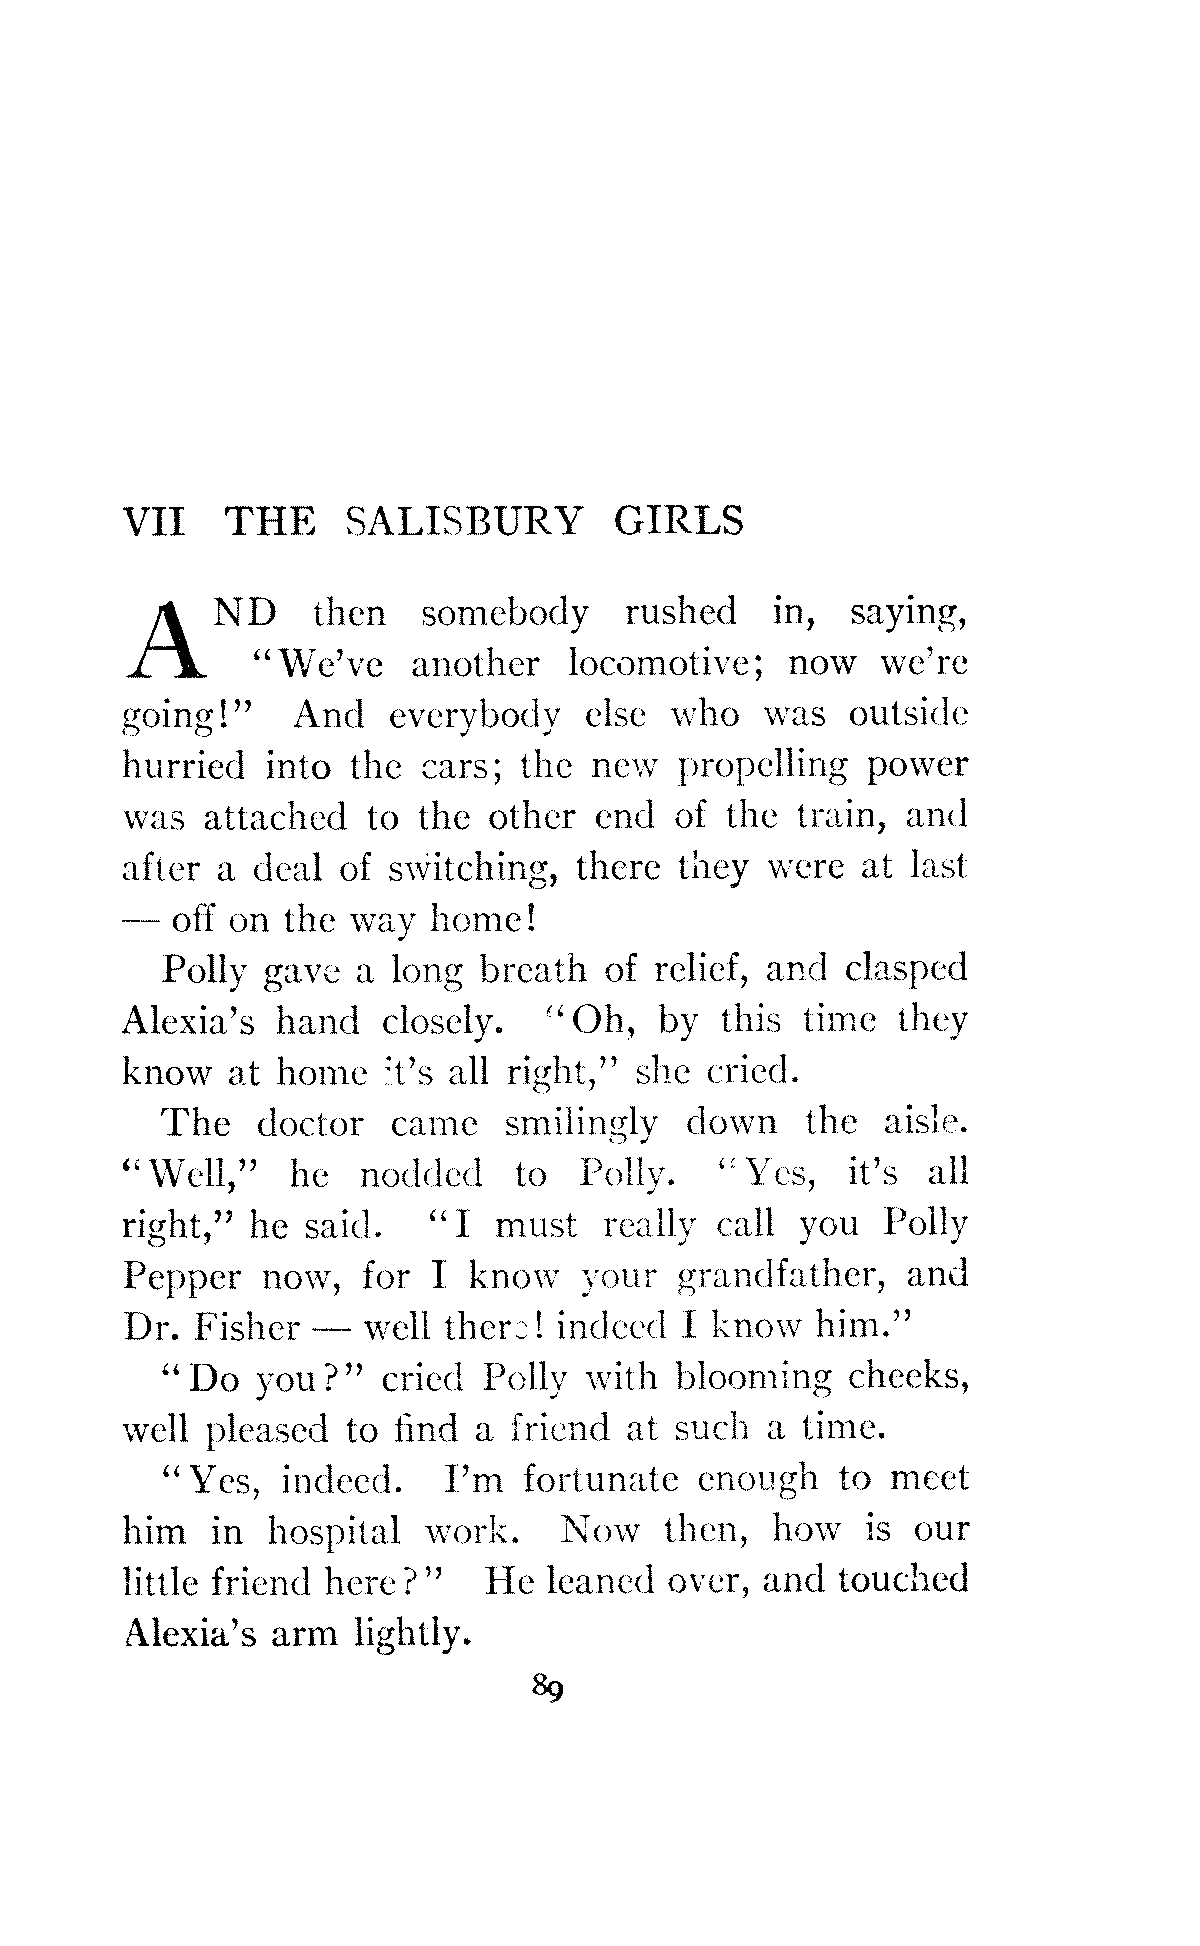 VII THE SALISBURY GIRLS
AND then somebody rushed in, saying,
"We've another locomotive; now we're
going!" And everybody else who was outside
hurried into the cars; the new propelling power
was attached to the other end of the train, and
after a deal of switching, there they were at last
— off on the way home!
Polly gave a long breath of relief, and clasped
Alexia's hand closely. "Oh, by this time they
know at home it's all right," she cried.
The doctor came smilingly down the aisle.
"Well," he nodded to Polly. "Yes, it's all
right," he said. "I must really call you Polly
Pepper now, for I know your grandfather, and
Dr. Fisher — well there! indeed I know him."
"Do you?" cried Polly with blooming cheeks,
well pleased to find a friend at such a time.
"Yes, indeed. I'm fortunate enough to meet
him in hospital work. Now then, how is our
little friend here?" He leaned over, and touched
Alexia's arm lightly.
89